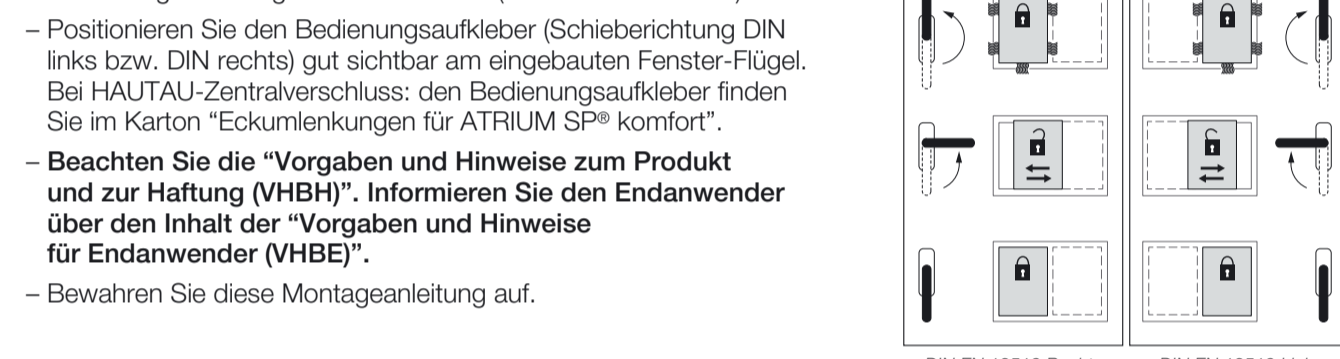 – Positionieren Sie den Bedienungsaufkleber (Schieberichtung DIN
links bzw. DIN rechts) gut sichtbar am eingebauten Fenster-Flügel.
Bei HAUTAU-Zentralverschluss: den Bedienungsaufkleber finden
Sie im Karton “Eckumlenkungen für ATRIUM SP® komfort”.
– Beachten Sie die “Vorgaben und Hinweise zum Produkt
und zur Haftung (VHBH)”. Informieren Sie den Endanwender
über den Inhalt der “Vorgaben und Hinweise
für Endanwender (VHBE)”.
– Bewahren Sie diese Montageanleitung auf.